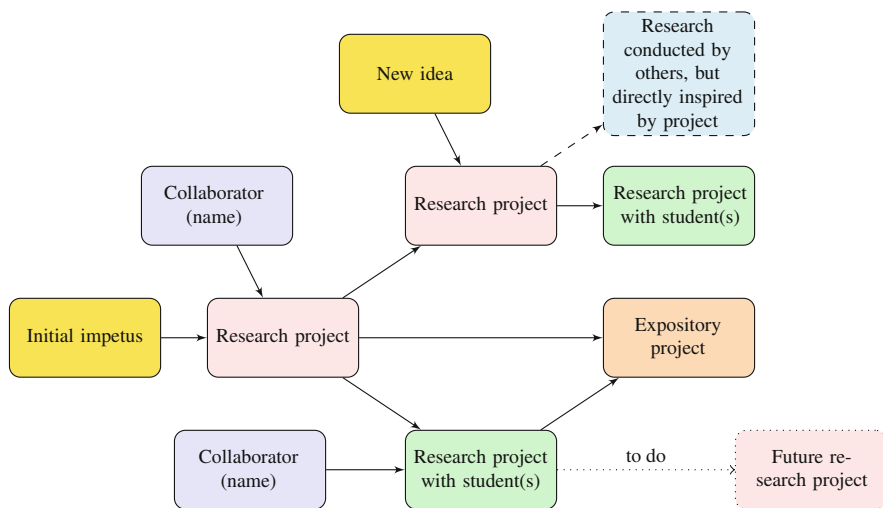 Research
conducted by
others, but
directly inspired
by project
New idea
Collaborator
(name)
Research project
Research project
with student(s)
Initial impetus
Research project
Expository
project
Collaborator
(name)
Research project
with student(s)
to do
Future re-
search project